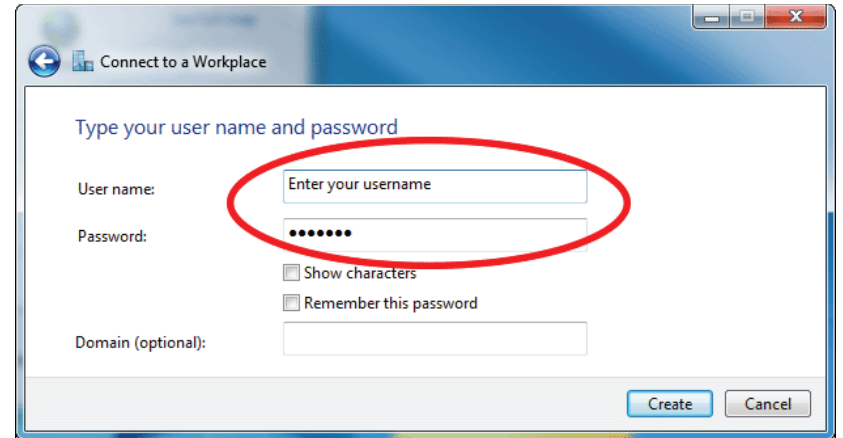 Connect to a Workplace
Type your user name and password
User name:
Enter your username
Password:
•••••••
Show characters
Remember this password
Domain (optional):
Create
Cancel